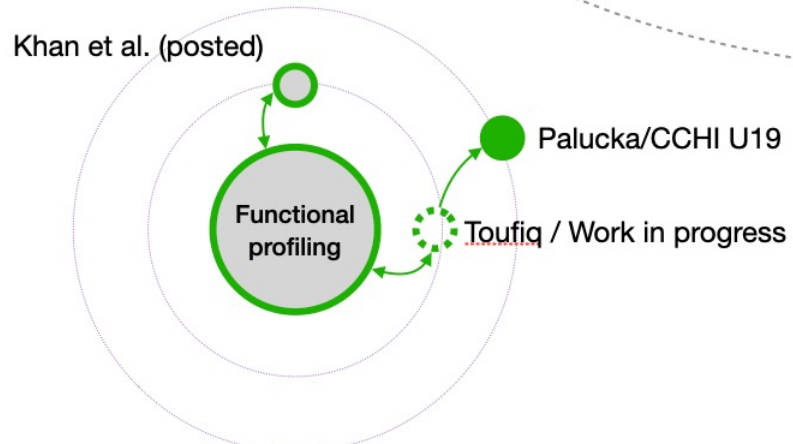 Khan et al. (posted)
Palucka/CCHI U19
Functional
profiling
Toufiq / Work in progress